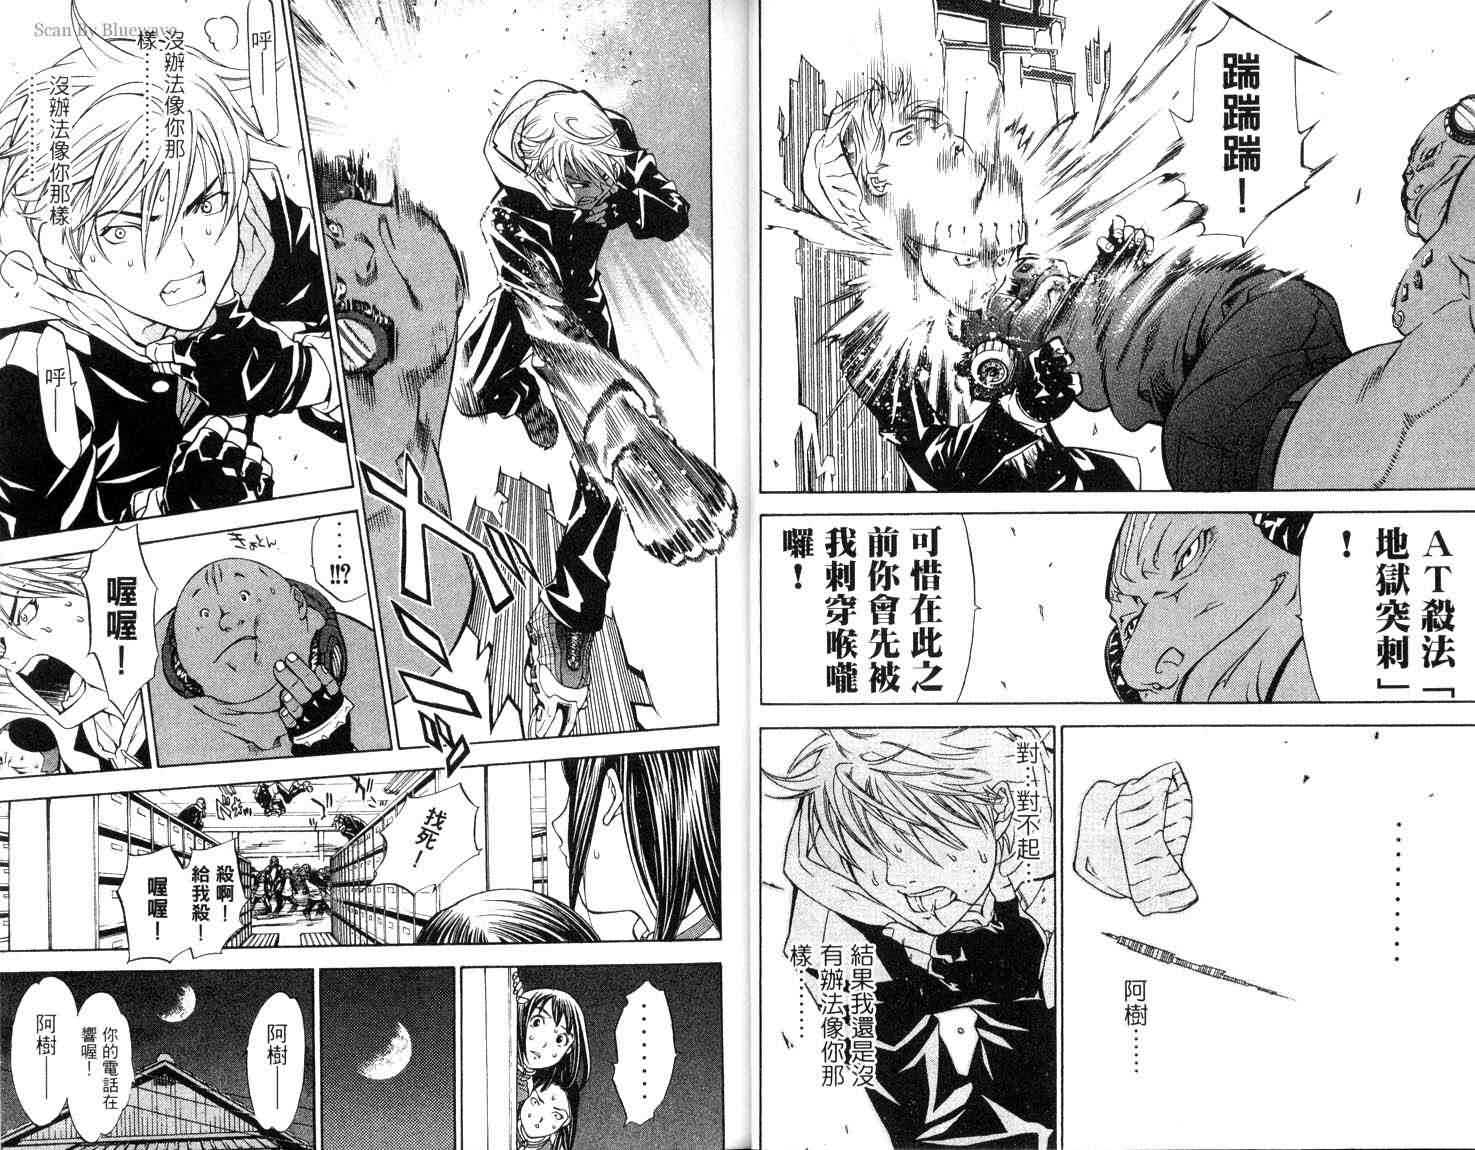 Scan By Bluewave
踹踹踹！
AT殺法「
地獄突刺」
！
可惜在此之
前你會先被
我刺穿喉嚨
囉！
………
阿樹……
對…對不起…
結果我還是沒
有辦法像你那
樣………
呼──
沒辦法像你那
樣………
沒辦法像你那樣
………
呼──
……!!?
きょとん
喔喔！
找死！
殺啊！
給我殺！
喔喔！
……
阿樹──
你的電話在
響喔！
阿樹──